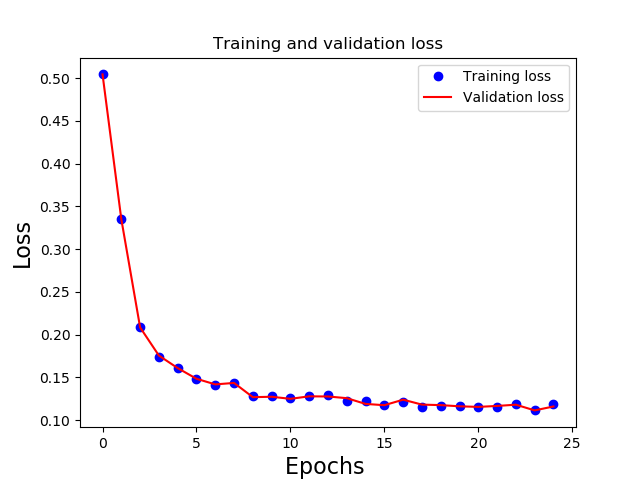 Training and validation loss
Training loss
Validation loss
0.50
0.45
0.40
0.35
0.30
0.25
0.20
0.15
0.10
Loss
0 5 10 15 20 25
Epochs